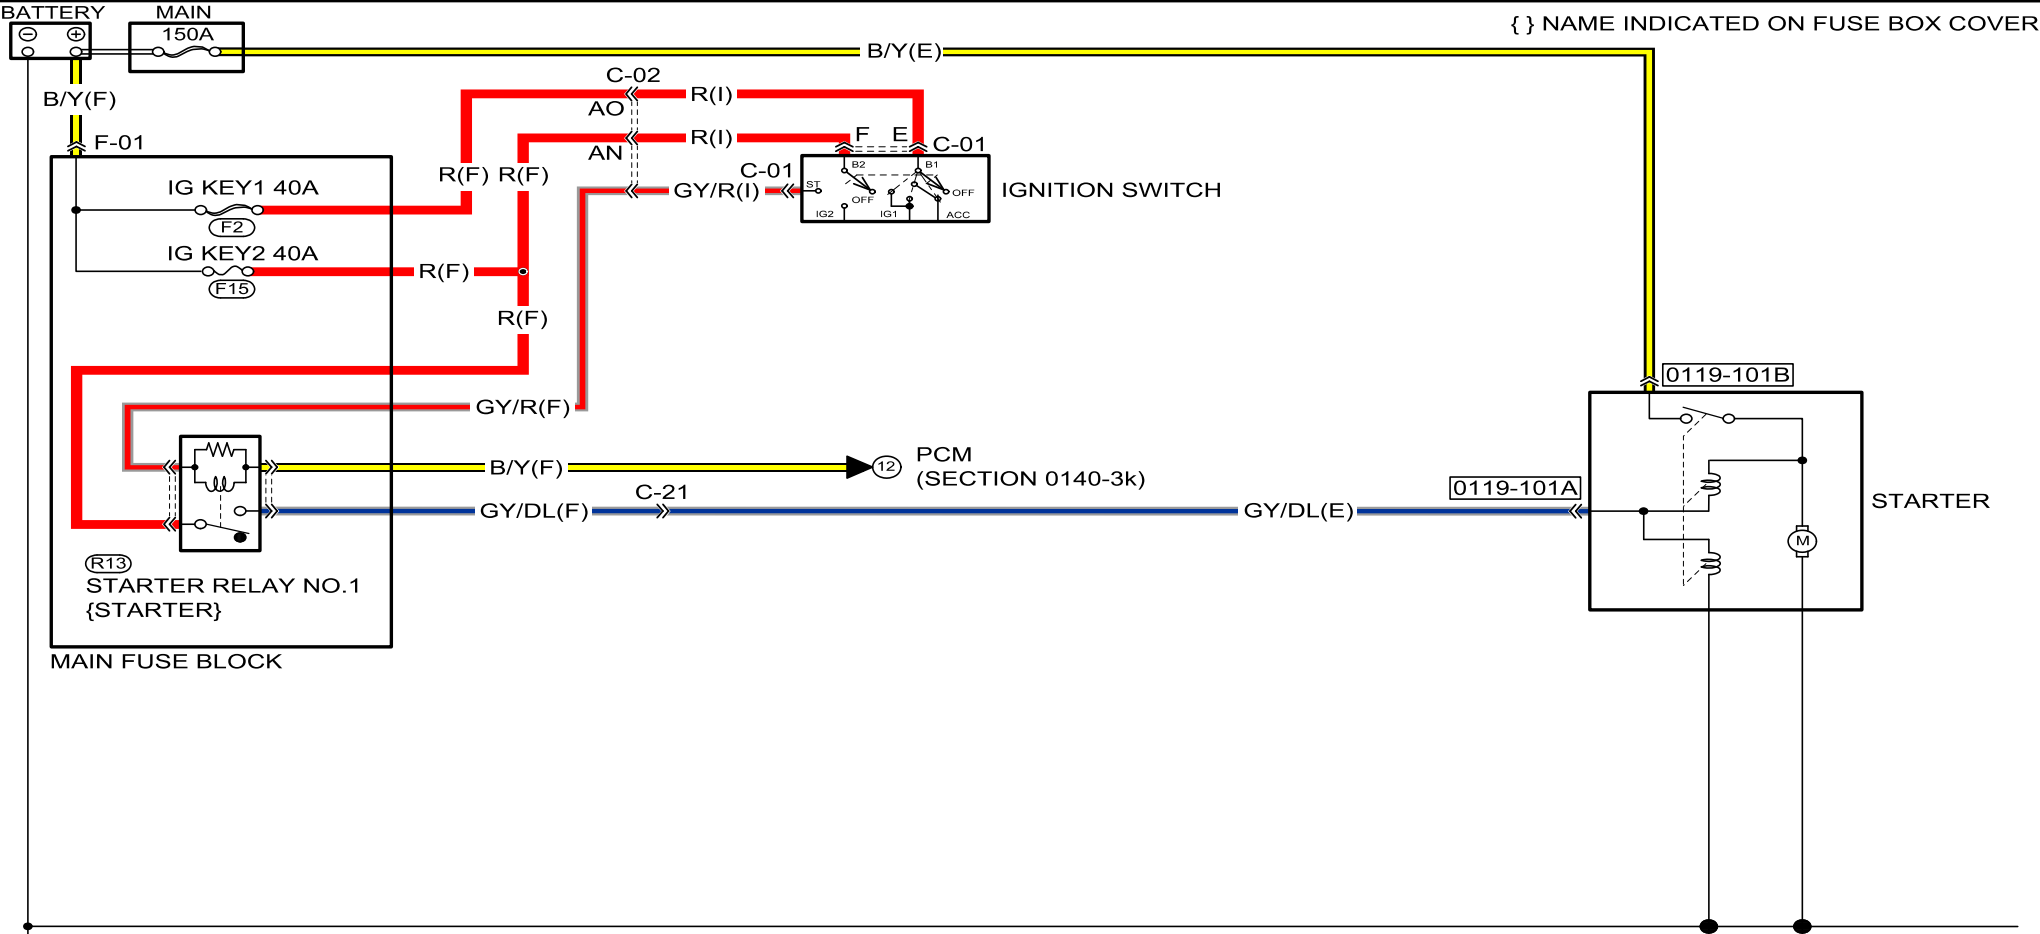 BATTERY
MAIN
150A
{ } NAME INDICATED ON FUSE BOX COVER
B/Y(E)
B/Y(F)
C-02
R(I)
AO
F-01
R(I)
F E
C-01
AN
C-01
B2
B1
R(F) R(F)
IG KEY1 40A
GY/R(I)
ST
OFF
OFF
IG2
IG1
ACC
IGNITION SWITCH
F2
IG KEY2 40A
R(F)
F15
R(F)
0119-101B
GY/R(F)
B/Y(F)
12
PCM
(SECTION 0140-3k)
C-21
0119-101A
GY/DL(F)
GY/DL(E)
STARTER
M
R13
STARTER RELAY NO.1
{STARTER}
MAIN FUSE BLOCK